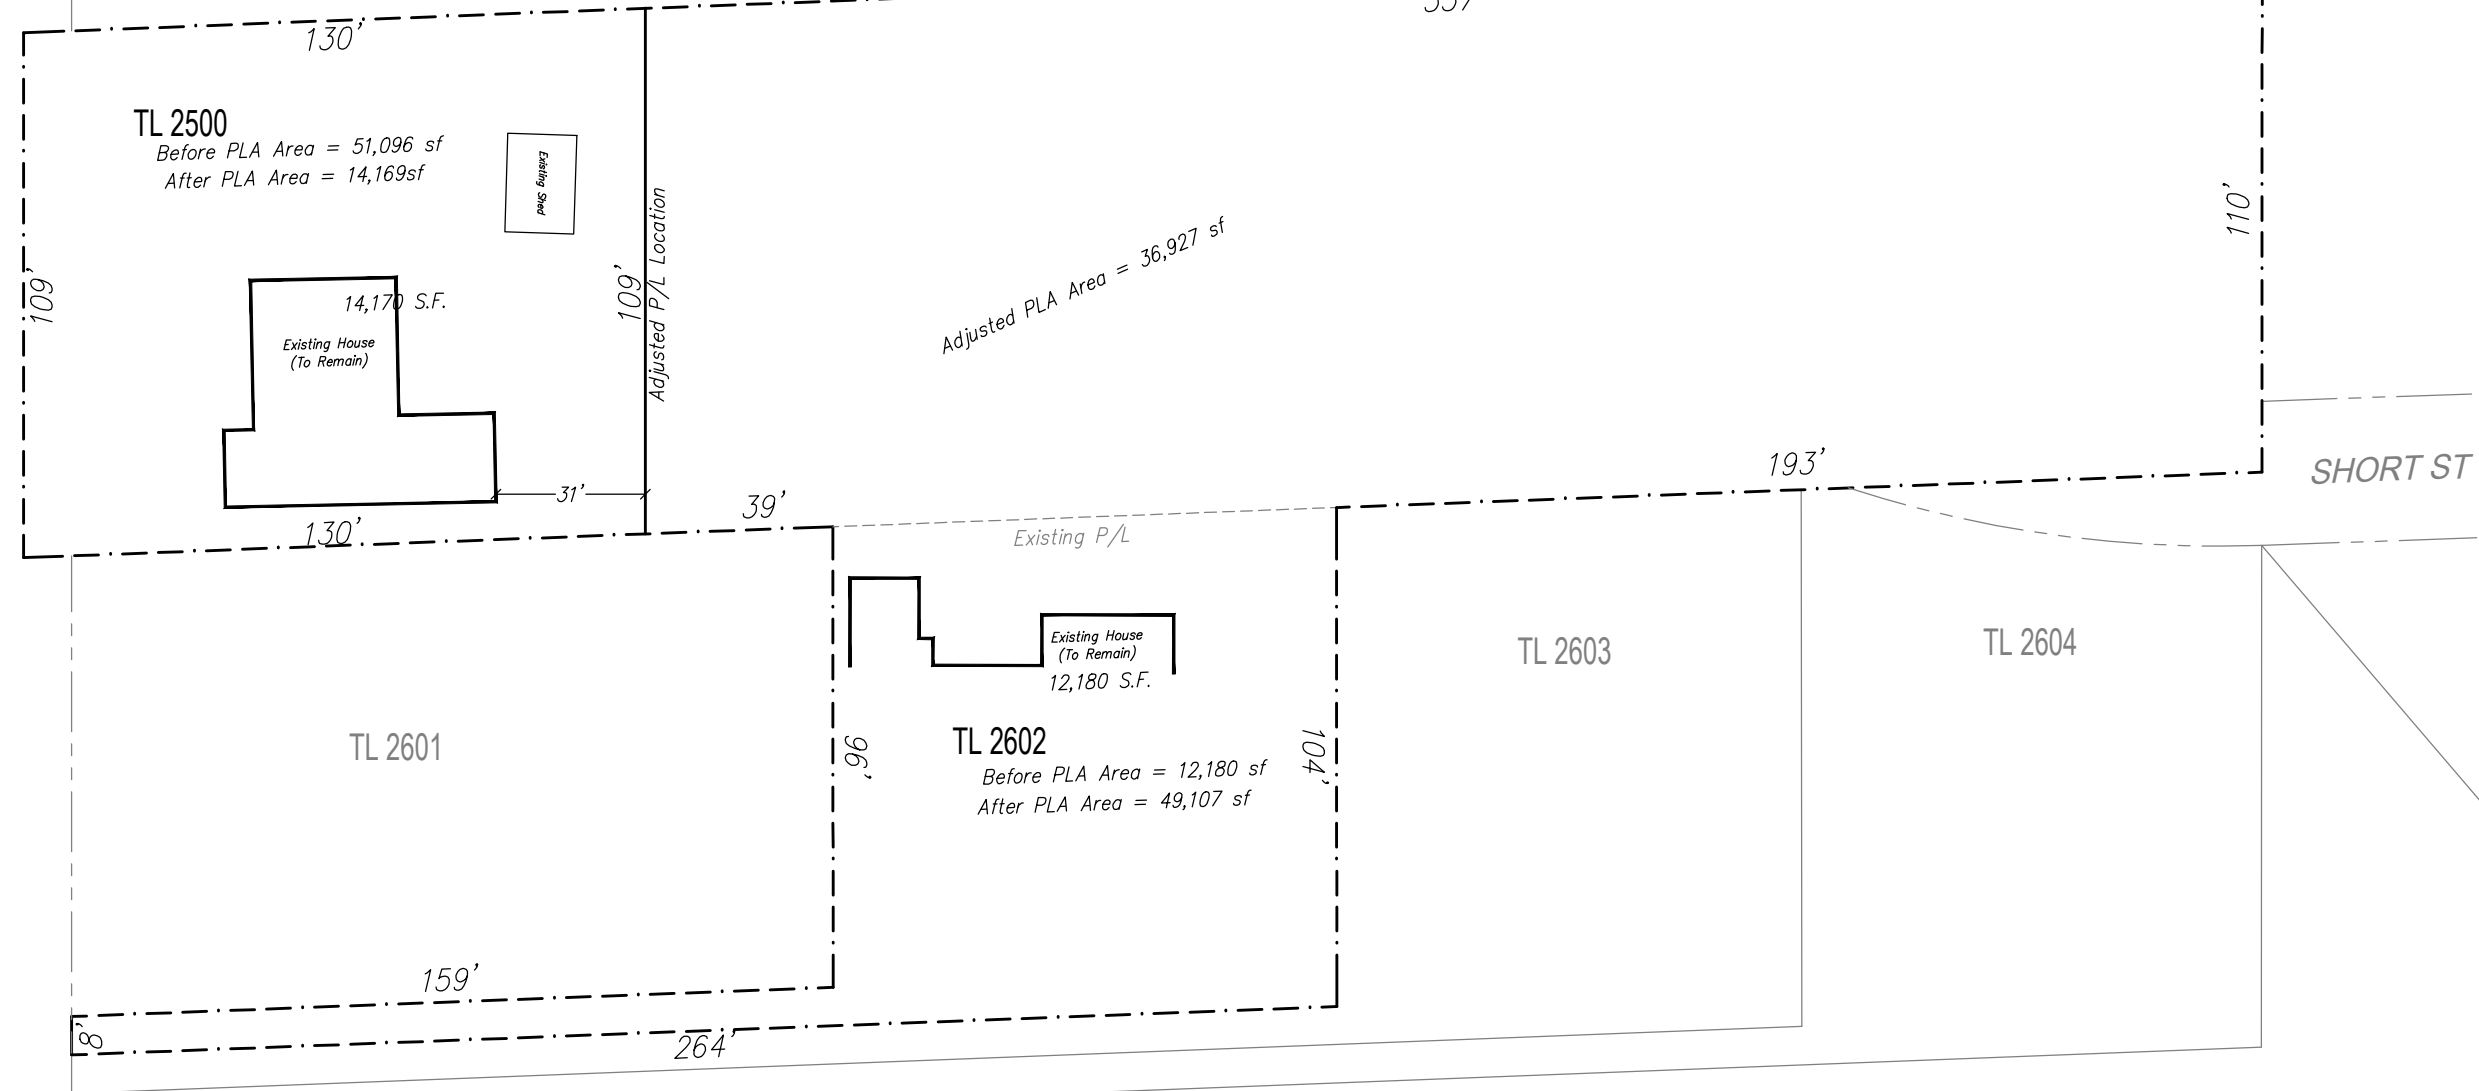 130'
TL 2500
Before PLA Area = 51,096 sf
After PLA Area = 14,169sf
Existing Shed
109'
14,170 S.F.
Existing House
(To Remain)
109'
Adjusted P/L Location
31'
130'
39'
Adjusted PLA Area = 36,927 sf
110'
193'
SHORT ST
Existing P/L
Existing House
(To Remain)
12,180 S.F.
TL 2601
96'
TL 2602
Before PLA Area = 12,180 sf
After PLA Area = 49,107 sf
104'
TL 2603
TL 2604
159'
8'
264'